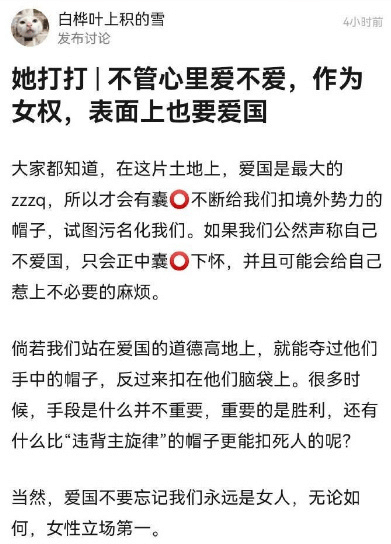 白桦叶上积的雪
4小时前
发布讨论
她打打 | 不管心里爱不爱，作为
女权，表面上也要爱国
大家都知道，在这片土地上，爱国是最大的
zzzq，所以才会有囊⭕不断给我们扣境外势力的
帽子，试图污名化我们。如果我们公然声称自己
不爱国，只会正中囊⭕下怀，并且可能会给自己
惹上不必要的麻烦。
倘若我们站在爱国的道德高地上，就能夺过他们
手中的帽子，反过来扣在他们脑袋上。很多时
候，手段是什么并不重要，重要的是胜利，还有
什么比“违背主旋律”的帽子更能扣死人的呢？
当然，爱国不要忘记我们永远是女人，无论如
何，女性立场第一。